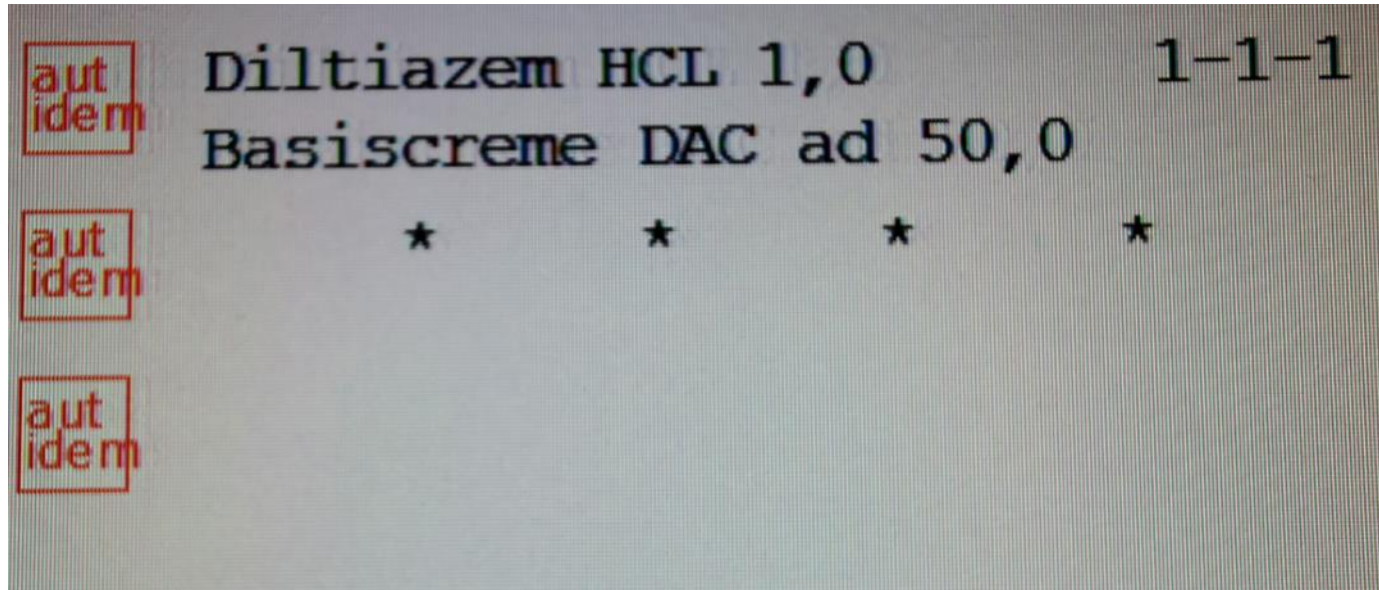 aut
idem
Diltiazem HCL 1,0 1-1-1
Basiscreme DAC ad 50,0
* * * *
aut
idem
aut
idem